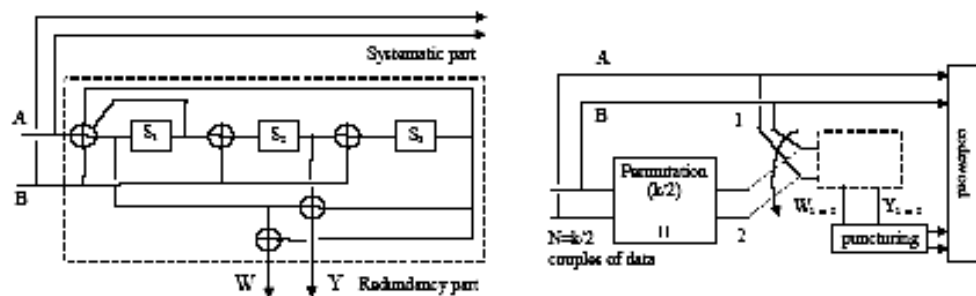 Systematic part
A
S₁
S₂
S₃
B
W
Y
Redundancy part
A
B
1
Permutation
(k/2)
Π
2
N=k/2
couples of data
puncturing
codeword